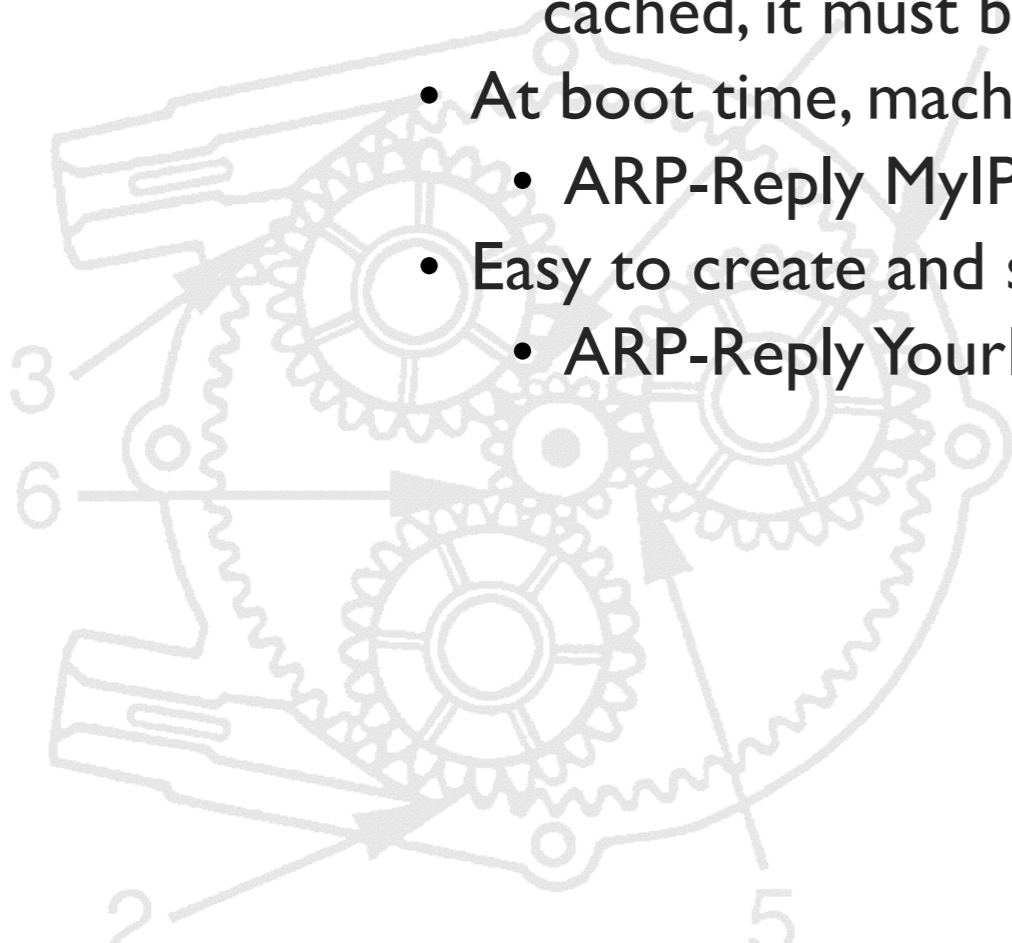 cached, it must b
• At boot time, mach
• ARP-Reply MyIP
• Easy to create and
• ARP-Reply Your
3
6
2
5